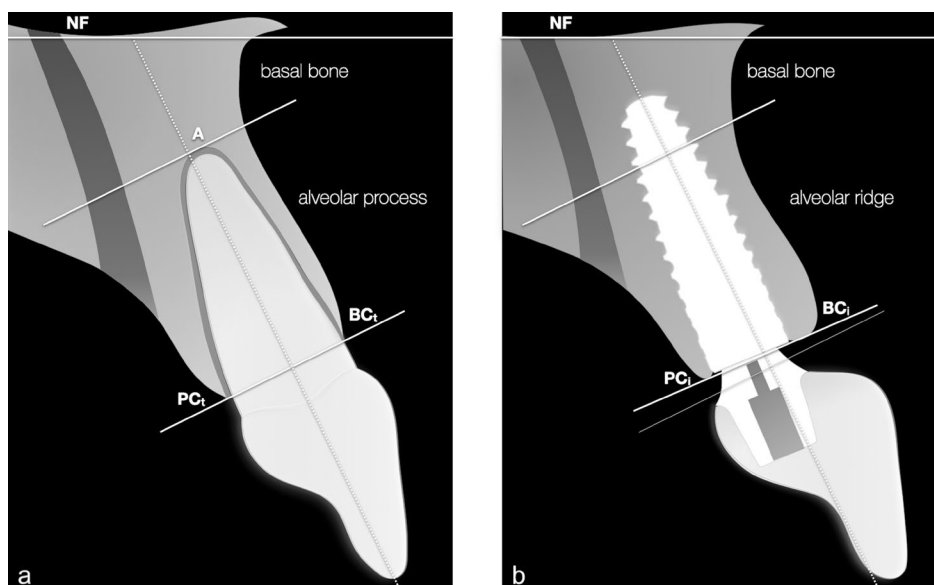 NF
basal bone
A
alveolar process
BCt
PCt
a
NF
basal bone
alveolar ridge
BCi
PCi
b